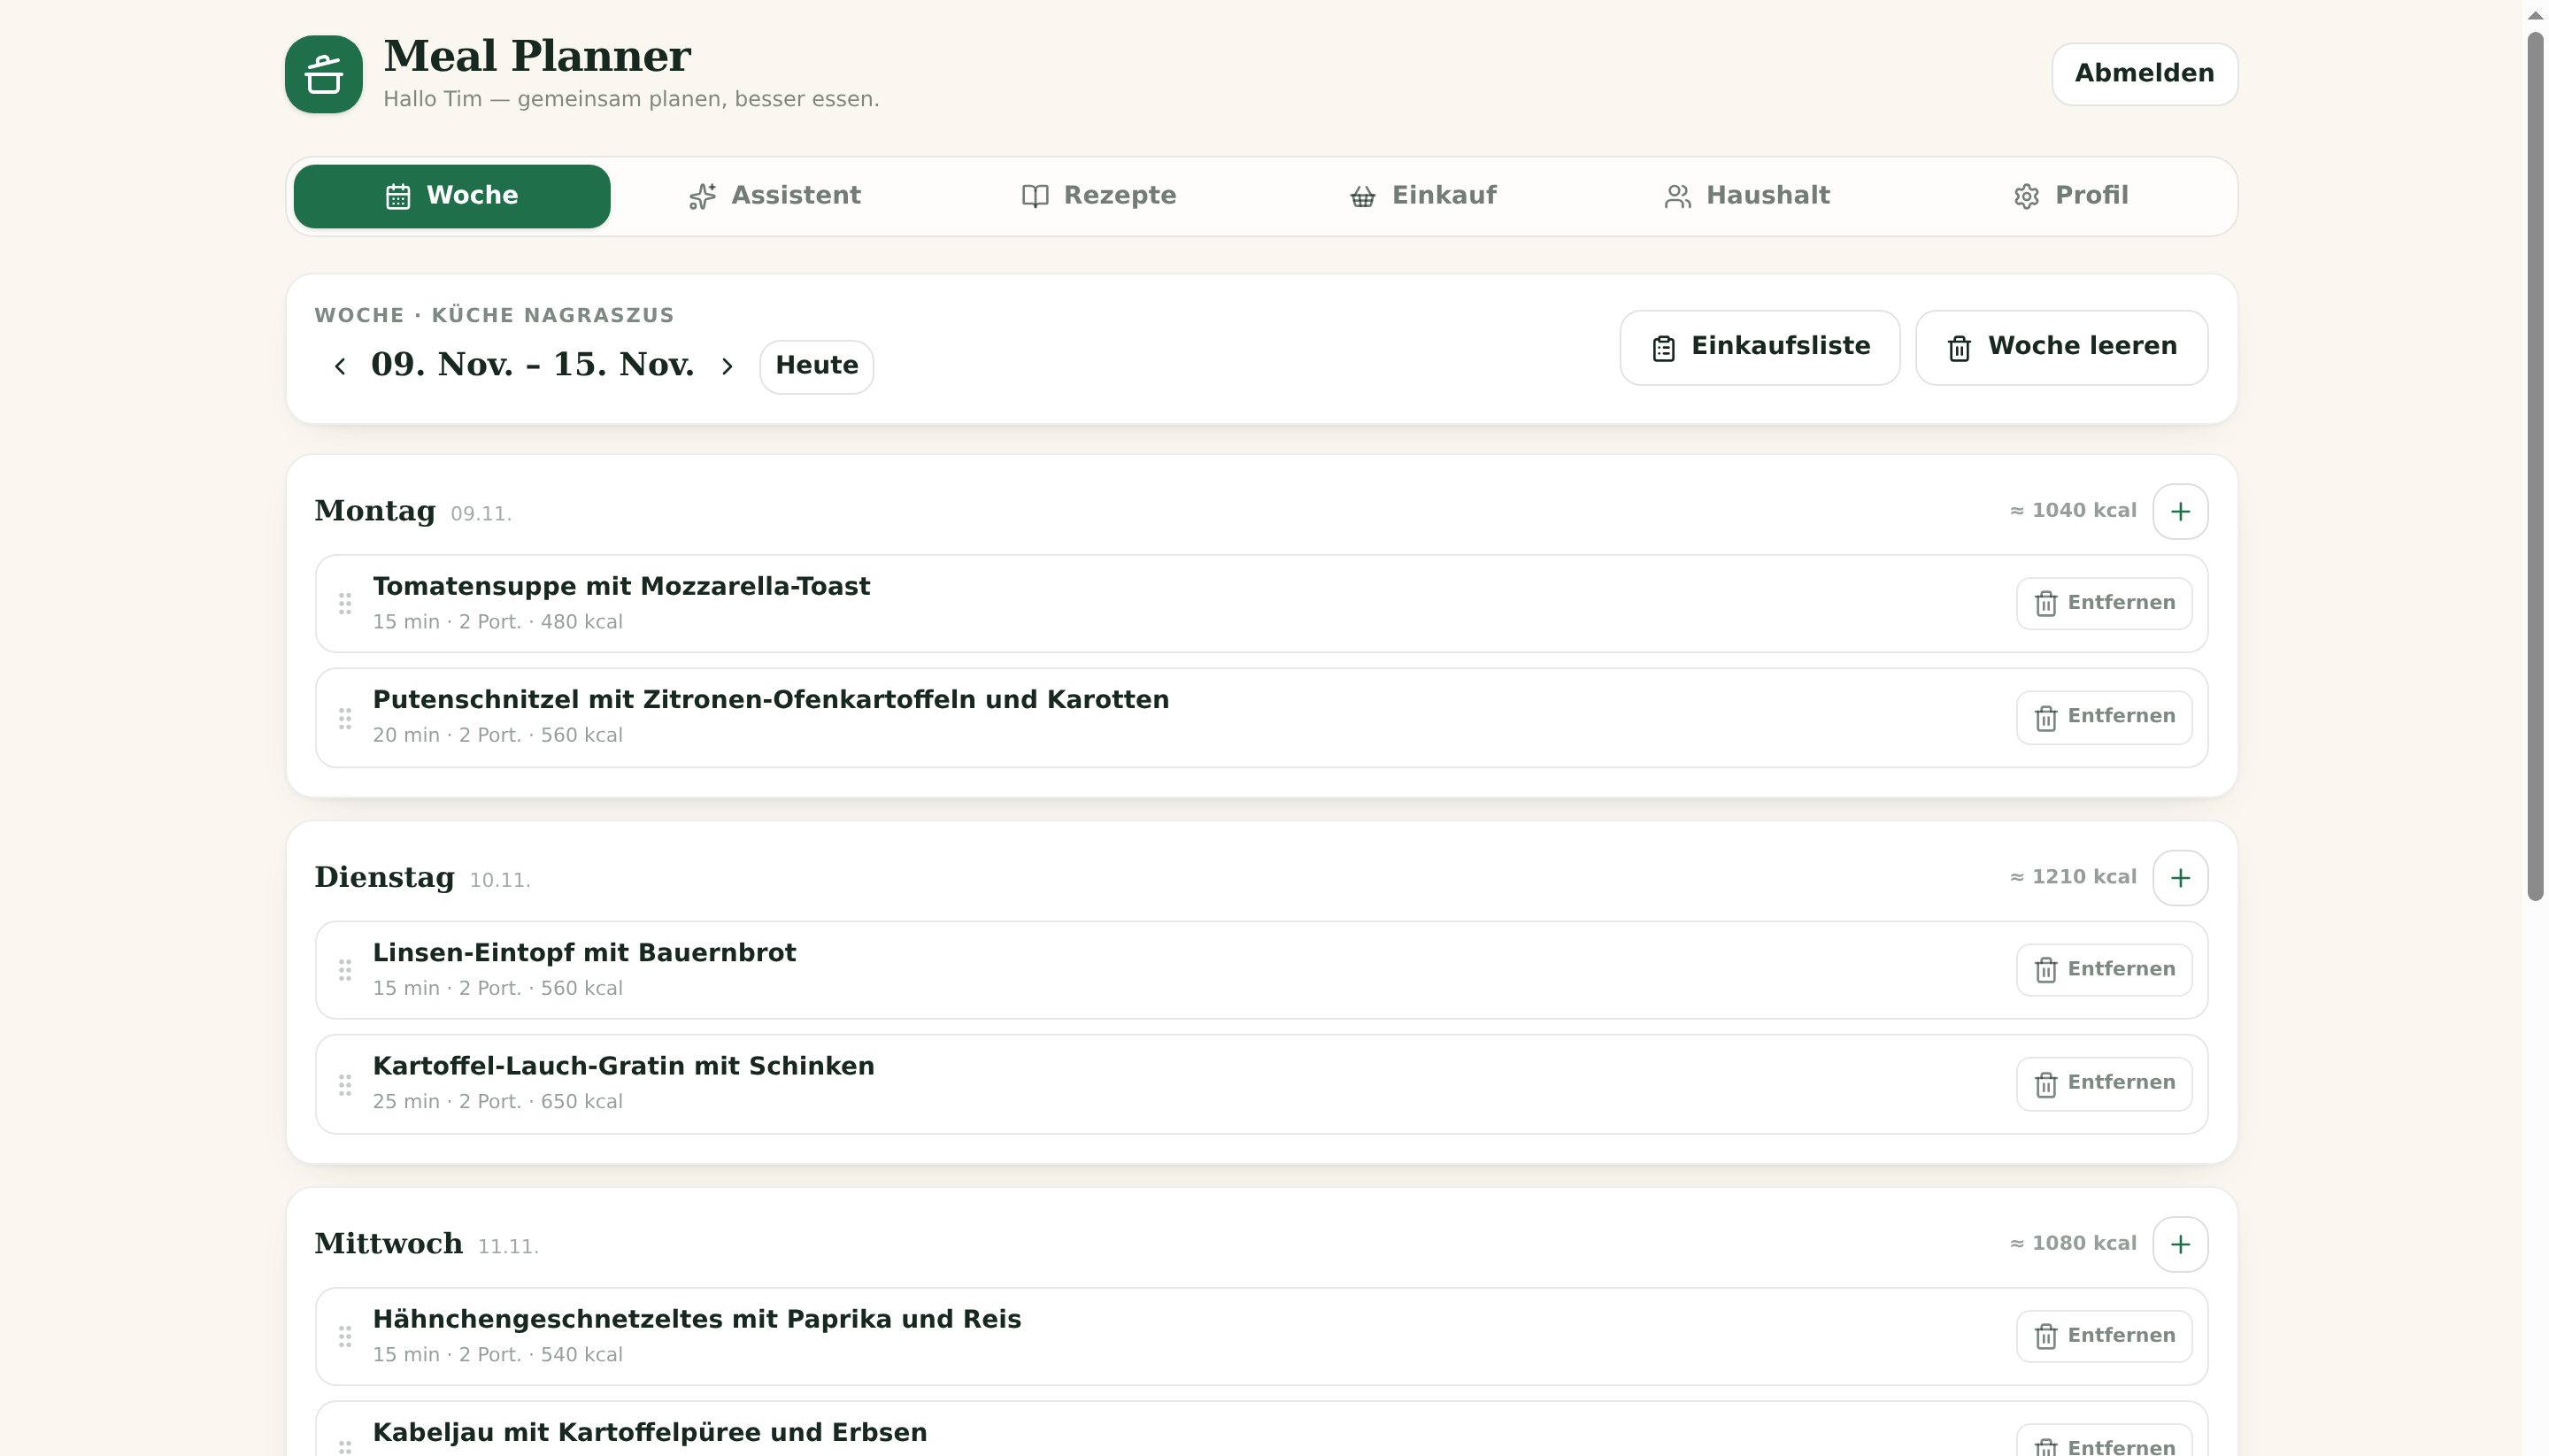 Meal Planner
Hallo Tim — gemeinsam planen, besser essen.
Abmelden
Woche
Assistent
Rezepte
Einkauf
Haushalt
Profil
WOCHE · KÜCHE NAGRASZUS
09. Nov. – 15. Nov.
Heute
Einkaufsliste
Woche leeren
Montag 09.11.
≈ 1040 kcal
Tomatensuppe mit Mozzarella-Toast
15 min · 2 Port. · 480 kcal
Entfernen
Putenschnitzel mit Zitronen-Ofenkartoffeln und Karotten
20 min · 2 Port. · 560 kcal
Entfernen
Dienstag 10.11.
≈ 1210 kcal
Linsen-Eintopf mit Bauernbrot
15 min · 2 Port. · 560 kcal
Entfernen
Kartoffel-Lauch-Gratin mit Schinken
25 min · 2 Port. · 650 kcal
Entfernen
Mittwoch 11.11.
≈ 1080 kcal
Hähnchengeschnetzeltes mit Paprika und Reis
15 min · 2 Port. · 540 kcal
Entfernen
Kabeljau mit Kartoffelpüree und Erbsen
Entfernen